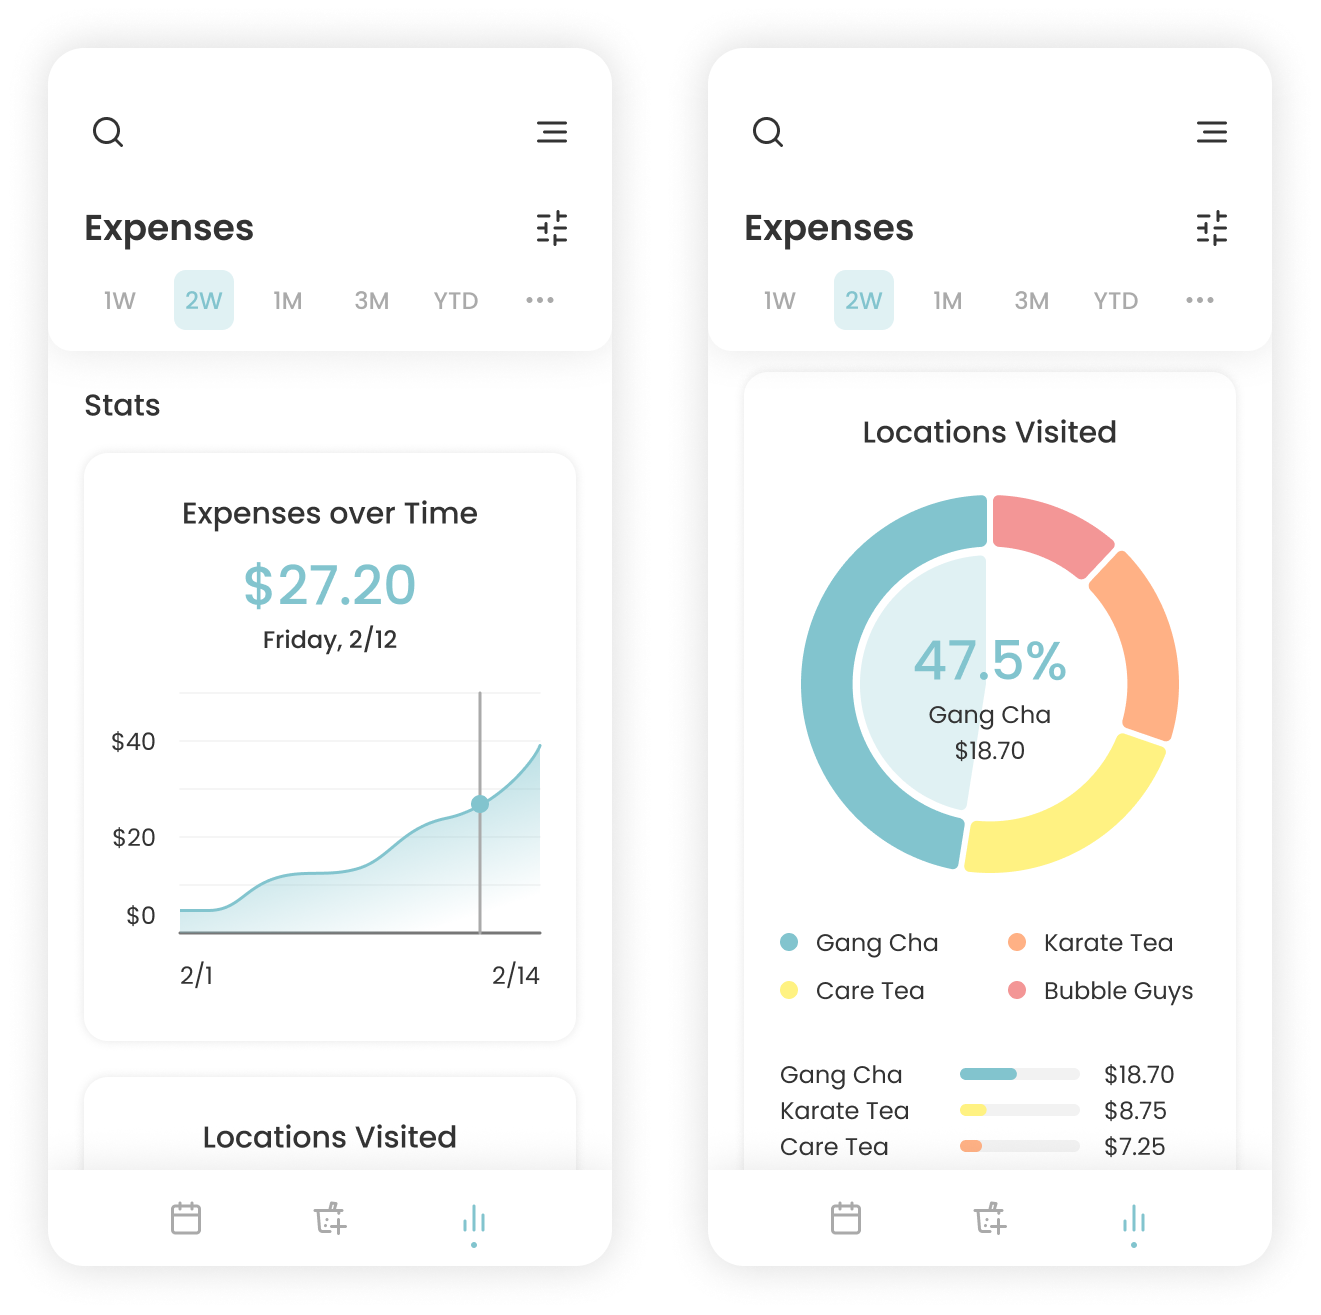 Expenses
1W 2W 1M 3M YTD •••
Stats
Expenses over Time
$27.20
Friday, 2/12
$40
$20
$0
2/1 2/14
Locations Visited
Expenses
1W 2W 1M 3M YTD •••
Locations Visited
47.5%
Gang Cha
$18.70
Gang Cha Karate Tea
Care Tea Bubble Guys
Gang Cha $18.70
Karate Tea $8.75
Care Tea $7.25